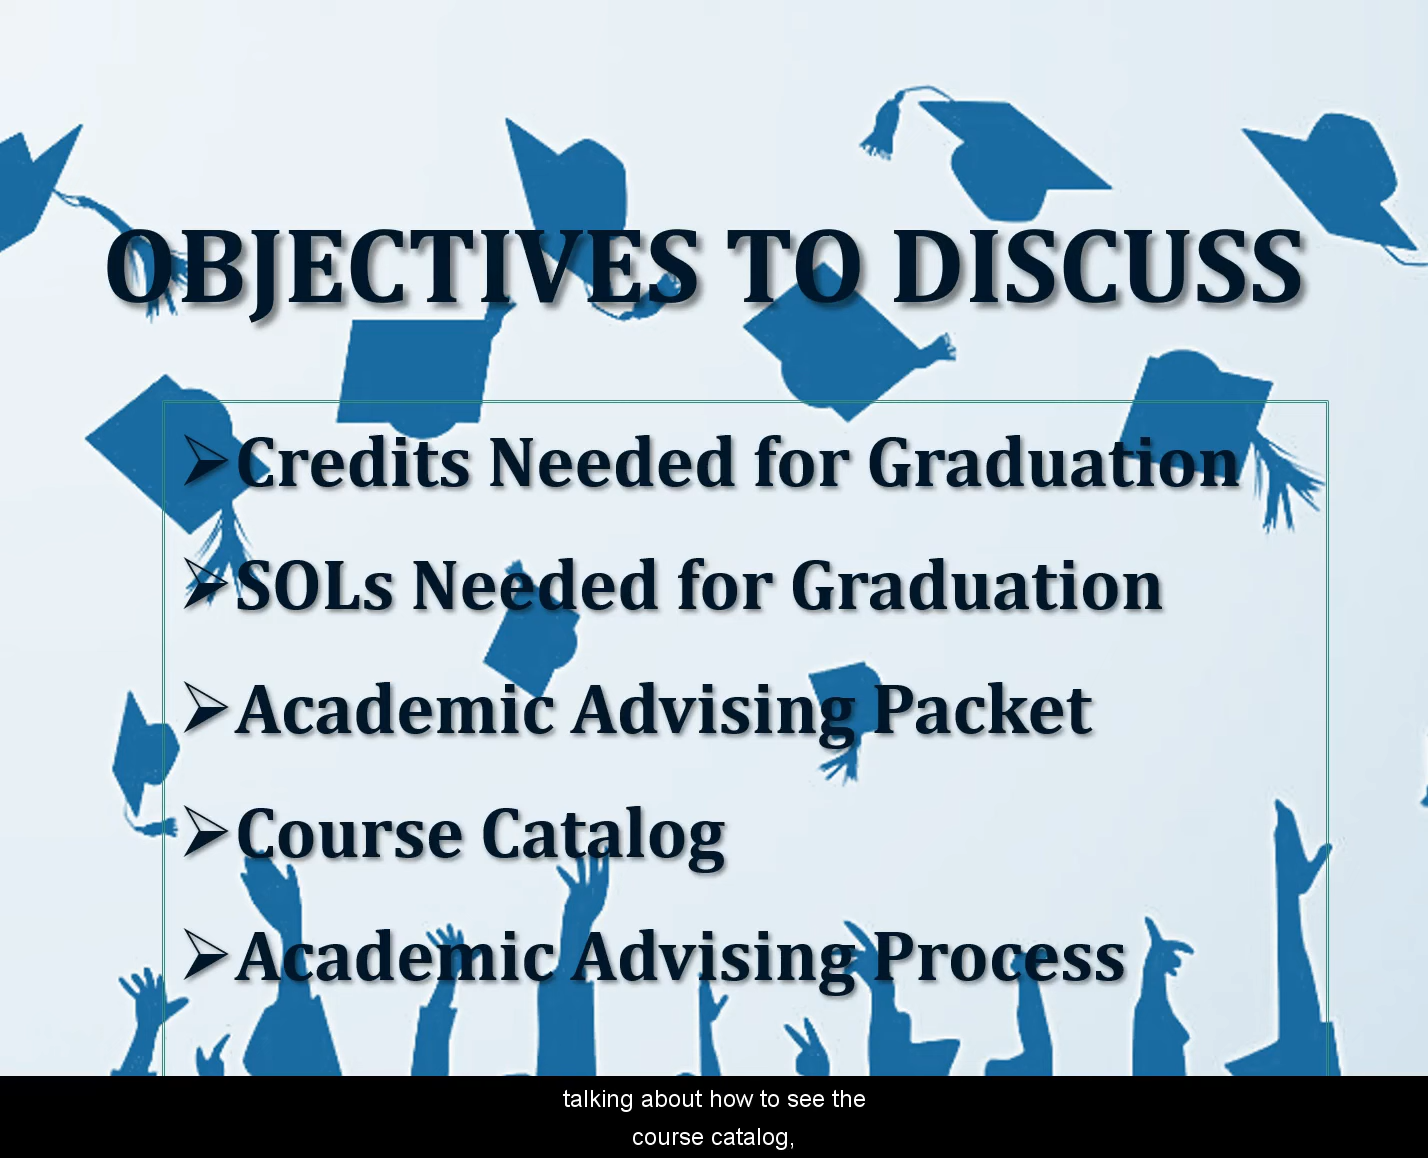 OBJECTIVES TO DISCUSS
➢Credits Needed for Graduation
➢SOLs Needed for Graduation
➢Academic Advising Packet
➢Course Catalog
➢Academic Advising Process
talking about how to see the
course catalog,